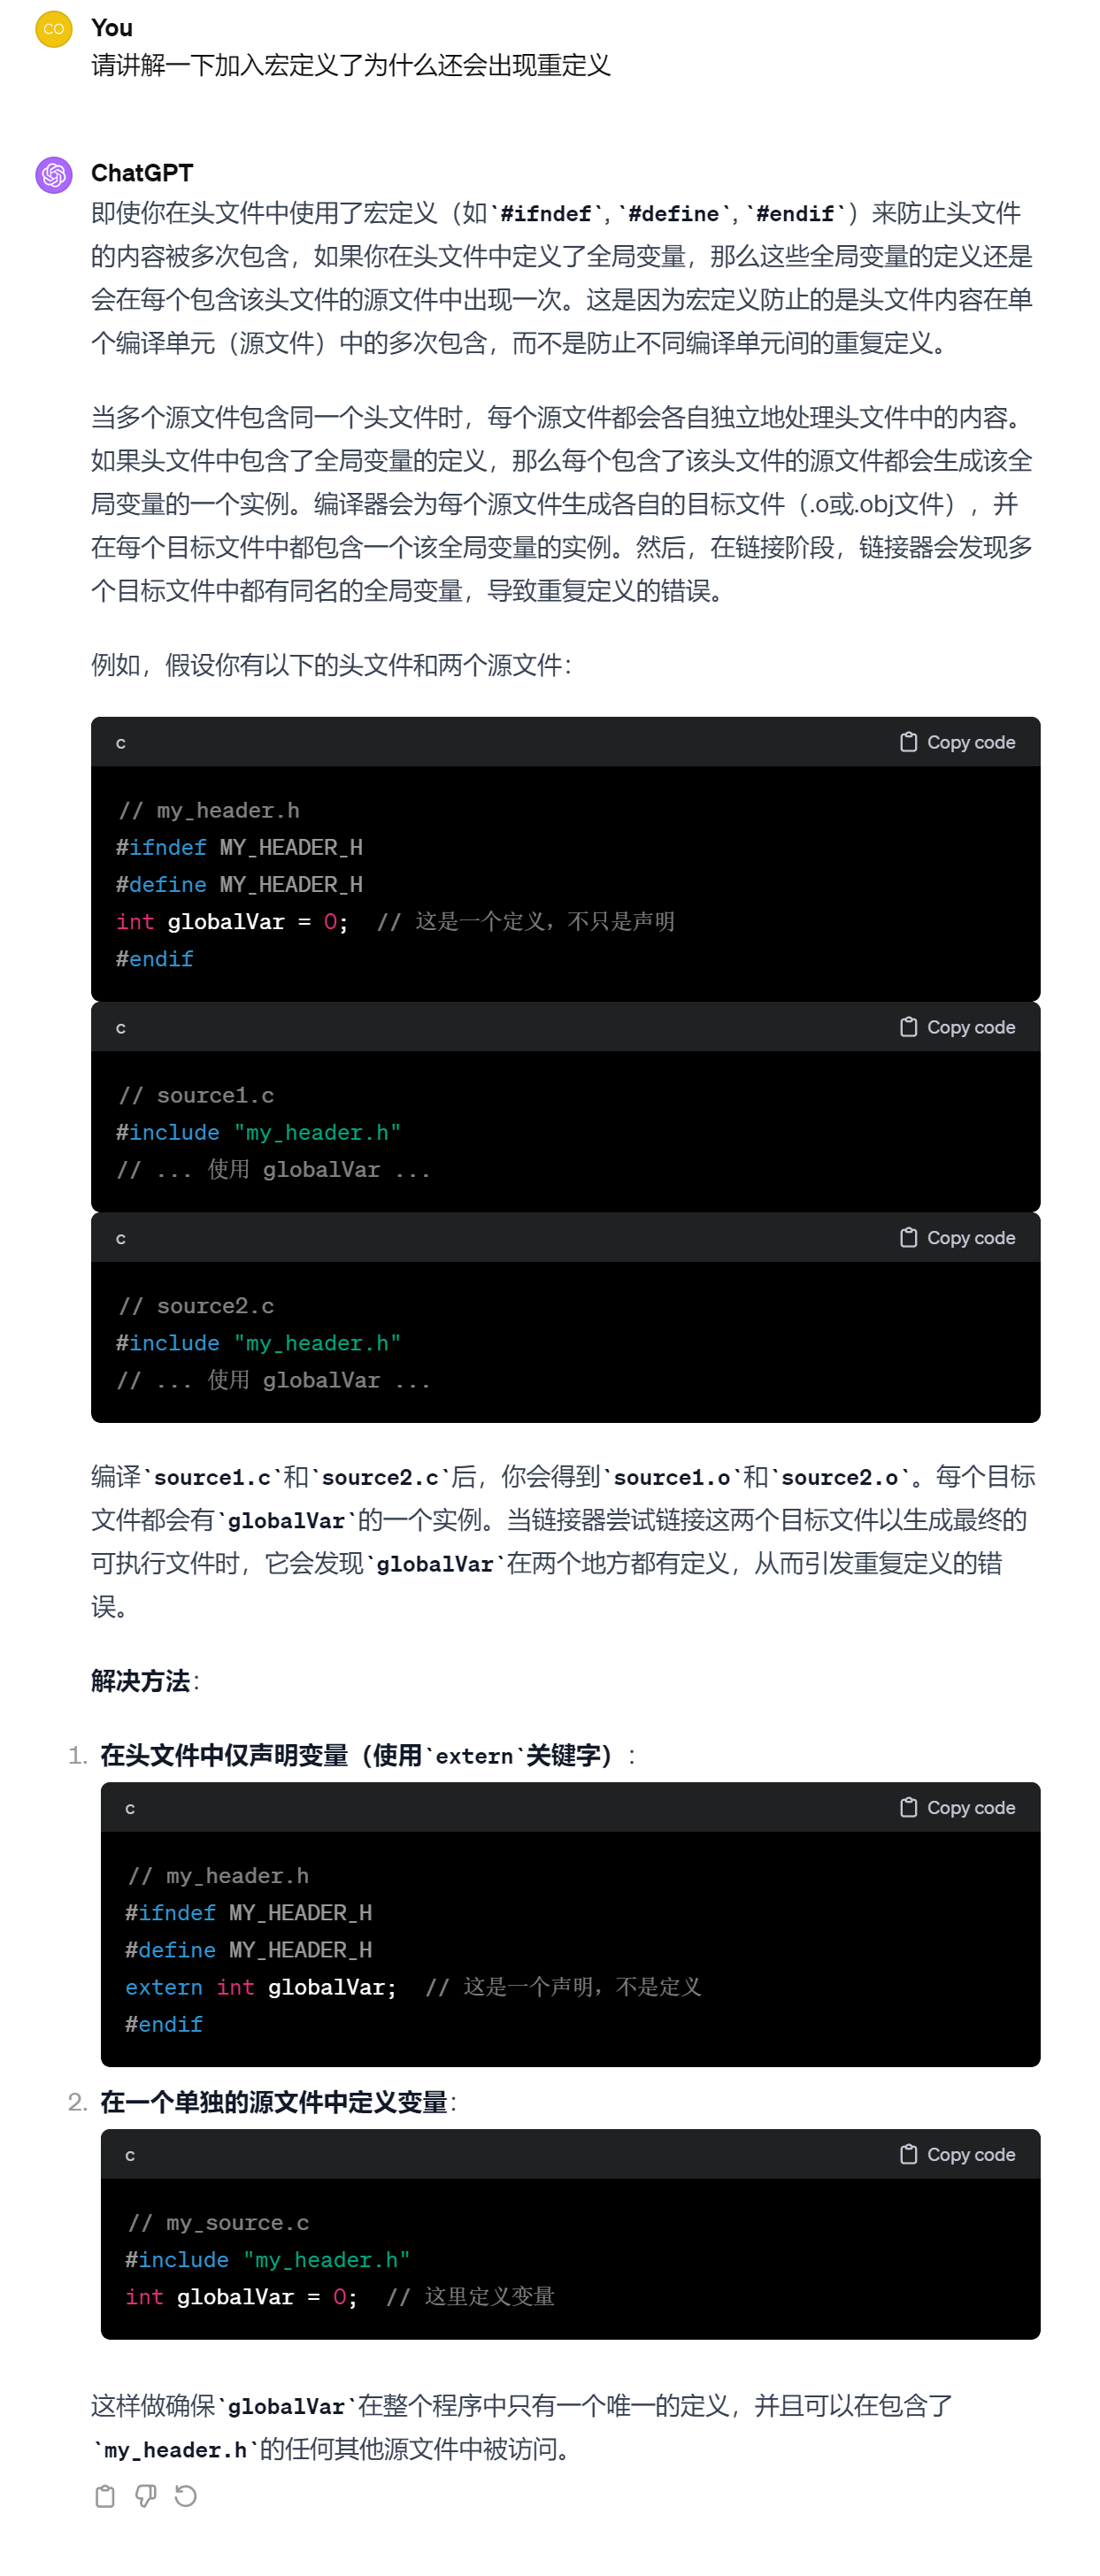 CO
You
请讲解一下加入宏定义了为什么还会出现重定义
ChatGPT
即使你在头文件中使用了宏定义（如`#ifndef`, `#define`, `#endif`）来防止头文件
的内容被多次包含，如果你在头文件中定义了全局变量，那么这些全局变量的定义还是
会在每个包含该头文件的源文件中出现一次。这是因为宏定义防止的是头文件内容在单
个编译单元（源文件）中的多次包含，而不是防止不同编译单元间的重复定义。
当多个源文件包含同一个头文件时，每个源文件都会各自独立地处理头文件中的内容。
如果头文件中包含了全局变量的定义，那么每个包含了该头文件的源文件都会生成该全
局变量的一个实例。编译器会为每个源文件生成各自的目标文件（.o或.obj文件），并
在每个目标文件中都包含一个该全局变量的实例。然后，在链接阶段，链接器会发现多
个目标文件中都有同名的全局变量，导致重复定义的错误。
例如，假设你有以下的头文件和两个源文件：
c Copy code
// my_header.h
#ifndef MY_HEADER_H
#define MY_HEADER_H
int globalVar = 0;  // 这是一个定义，不只是声明
#endif
c Copy code
// source1.c
#include "my_header.h"
// ... 使用 globalVar ...
c Copy code
// source2.c
#include "my_header.h"
// ... 使用 globalVar ...
编译`source1.c`和`source2.c`后，你会得到`source1.o`和`source2.o`。每个目标
文件都会有`globalVar`的一个实例。当链接器尝试链接这两个目标文件以生成最终的
可执行文件时，它会发现`globalVar`在两个地方都有定义，从而引发重复定义的错
误。
解决方法：
1. 在头文件中仅声明变量（使用`extern`关键字）：
c Copy code
// my_header.h
#ifndef MY_HEADER_H
#define MY_HEADER_H
extern int globalVar;  // 这是一个声明，不是定义
#endif
2. 在一个单独的源文件中定义变量：
c Copy code
// my_source.c
#include "my_header.h"
int globalVar = 0;  // 这里定义变量
这样做确保`globalVar`在整个程序中只有一个唯一的定义，并且可以在包含了
`my_header.h`的任何其他源文件中被访问。